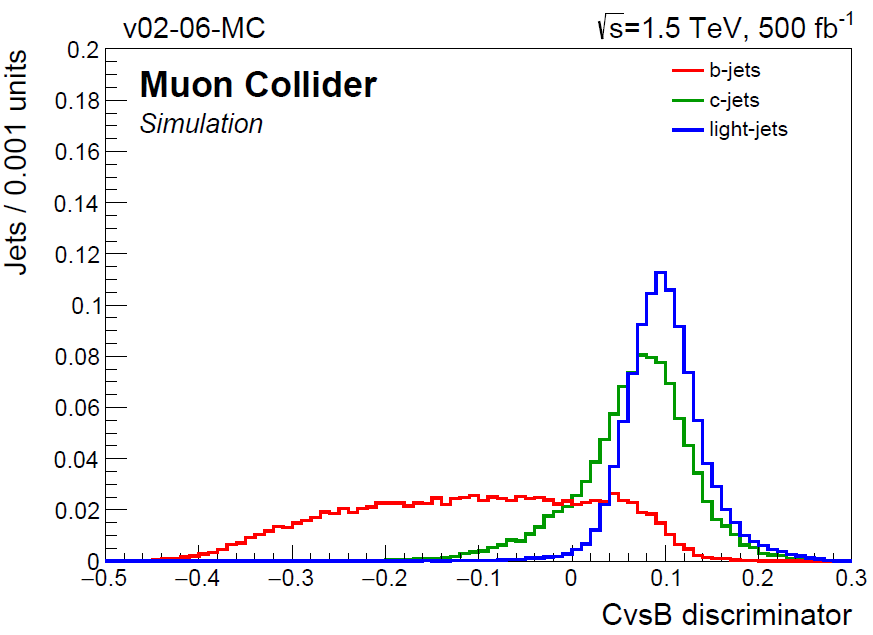 v02-06-MC
√s=1.5 TeV, 500 fb⁻¹
Muon Collider
Simulation
b-jets
c-jets
light-jets
Jets / 0.001 units
0.2
0.18
0.16
0.14
0.12
0.1
0.08
0.06
0.04
0.02
0
−0.5 −0.4 −0.3 −0.2 −0.1 0 0.1 0.2 0.3
CvsB discriminator